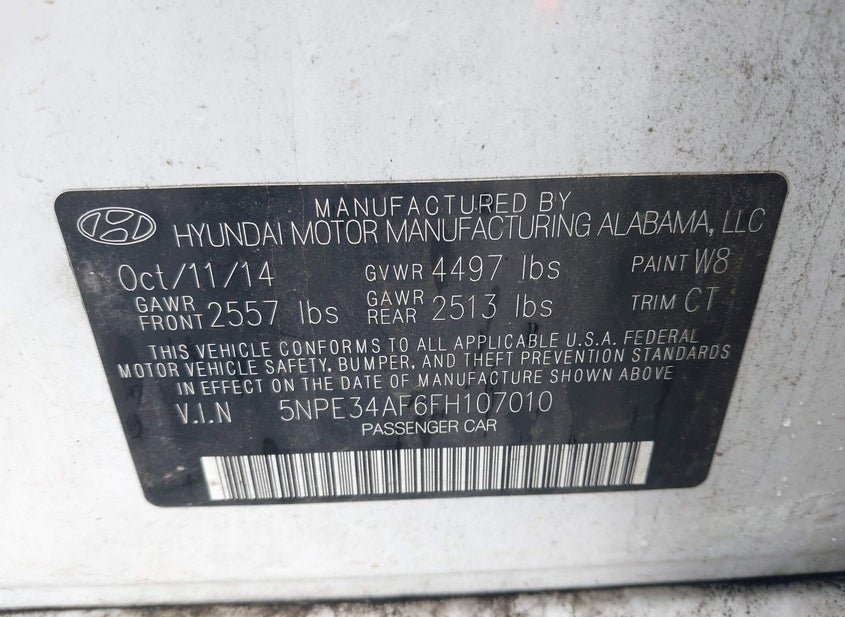 MANUFACTURED BY
HYUNDAI MOTOR MANUFACTURING ALABAMA, LLC
Oct/11/14 GVWR 4497 lbs PAINT W8
GAWR FRONT 2557 lbs GAWR REAR 2513 lbs TRIM CT
THIS VEHICLE CONFORMS TO ALL APPLICABLE U.S.A. FEDERAL
MOTOR VEHICLE SAFETY, BUMPER, AND THEFT PREVENTION STANDARDS
IN EFFECT ON THE DATE OF MANUFACTURE SHOWN ABOVE
V.I.N 5NPE34AF6FH107010
PASSENGER CAR